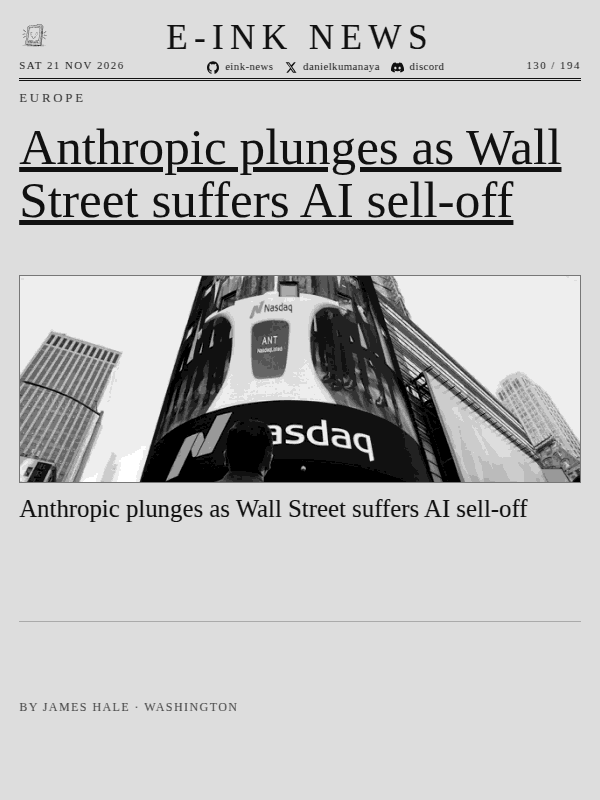 E-INK NEWS
SAT 21 NOV 2026
eink-news
danielkumanaya
discord
130 / 194
EUROPE
Anthropic plunges as Wall
Street suffers AI sell-off
Nasdaq
ANT
Nasdaq
Anthropic plunges as Wall Street suffers AI sell-off
BY JAMES HALE · WASHINGTON